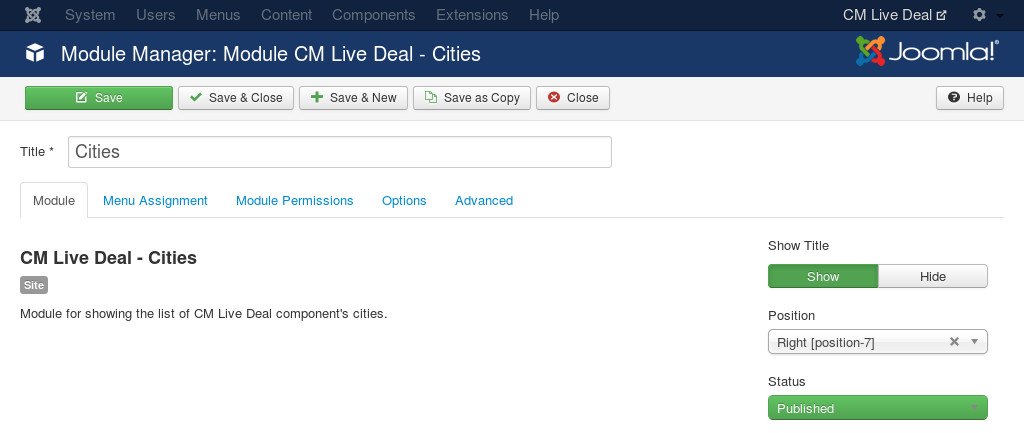 System Users Menus Content Components Extensions Help CM Live Deal
Module Manager: Module CM Live Deal - Cities Joomla!®
Save Save & Close Save & New Save as Copy Close Help
Title * Cities
Module Menu Assignment Module Permissions Options Advanced
CM Live Deal - Cities
Site
Module for showing the list of CM Live Deal component's cities.
Show Title
Show Hide
Position
Right [position-7]
Status
Published